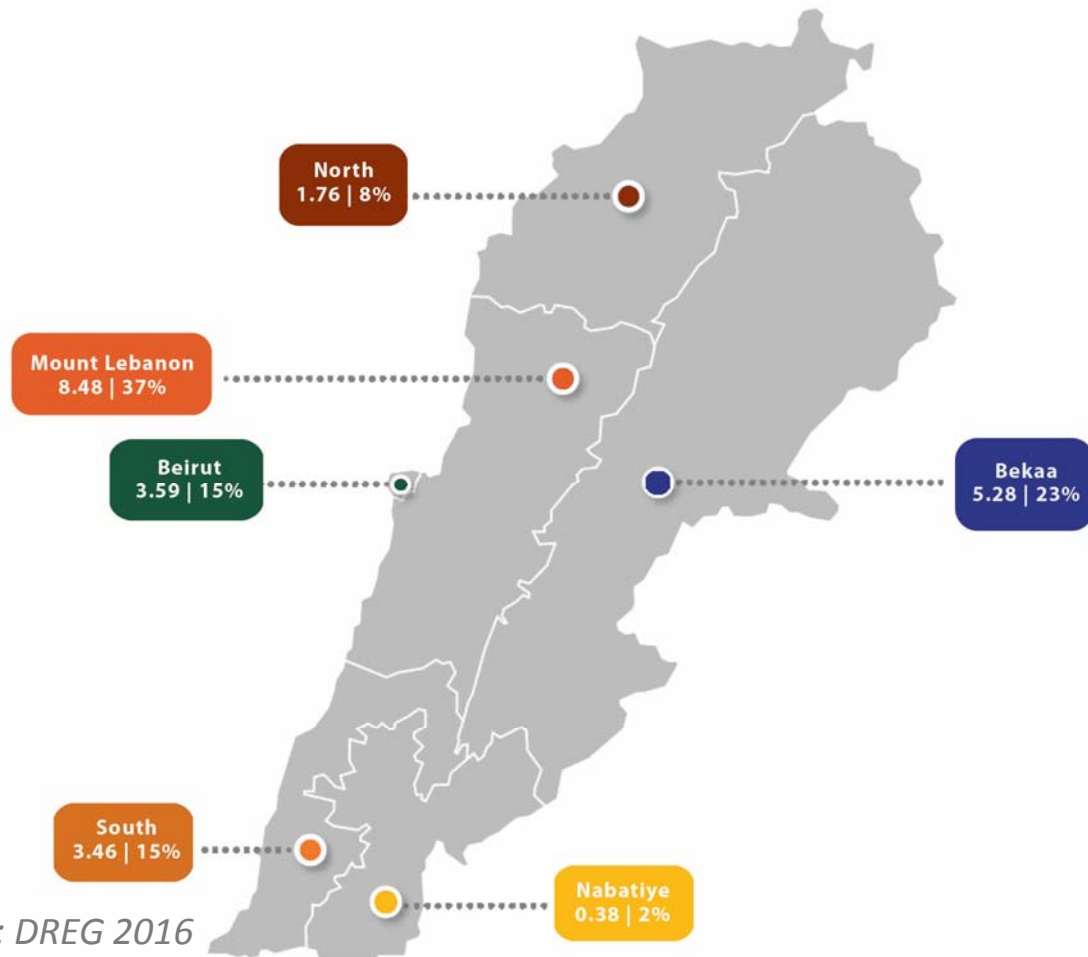 North
1.76 | 8%
Mount Lebanon
8.48 | 37%
Beirut
3.59 | 15%
Bekaa
5.28 | 23%
South
3.46 | 15%
Nabatiye
0.38 | 2%
: DREG 2016